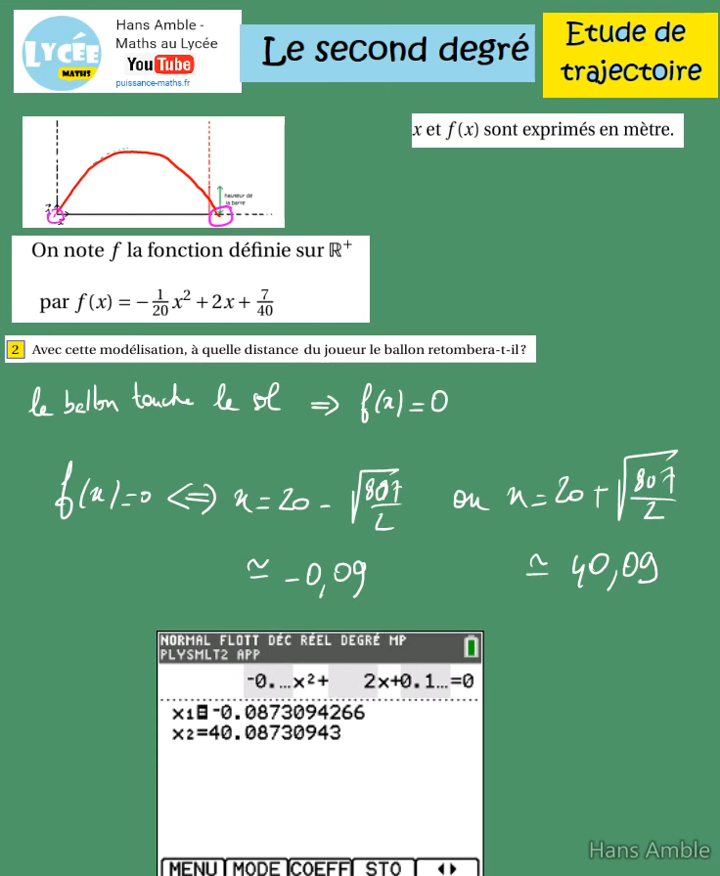 LYCÉE
MATHS
Hans Amble -
Maths au Lycée
YouTube
puissance-maths.fr
Le second degré
Etude de
trajectoire
x et f(x) sont exprimés en mètre.
hauteur de
la barre
On note f la fonction définie sur ℝ⁺
par f(x) = −1/20 x² + 2x + 7/40
2 Avec cette modélisation, à quelle distance du joueur le ballon retombera-t-il?
le ballon touche le sol ⇒ f(x) = 0
f(x)=0 ⇔ x = 20 − √(807/2) ou x = 20 + √(807/2)
≃ −0,09 ≃ 40,09
NORMAL FLOTT DÉC RÉEL DEGRÉ MP
PLYSMLT2 APP
-0....x²+ 2x+0.1...=0
x1=-0.0873094266
x2=40.08730943
MENU MODE COEFF STO ◂▸
Hans Amble